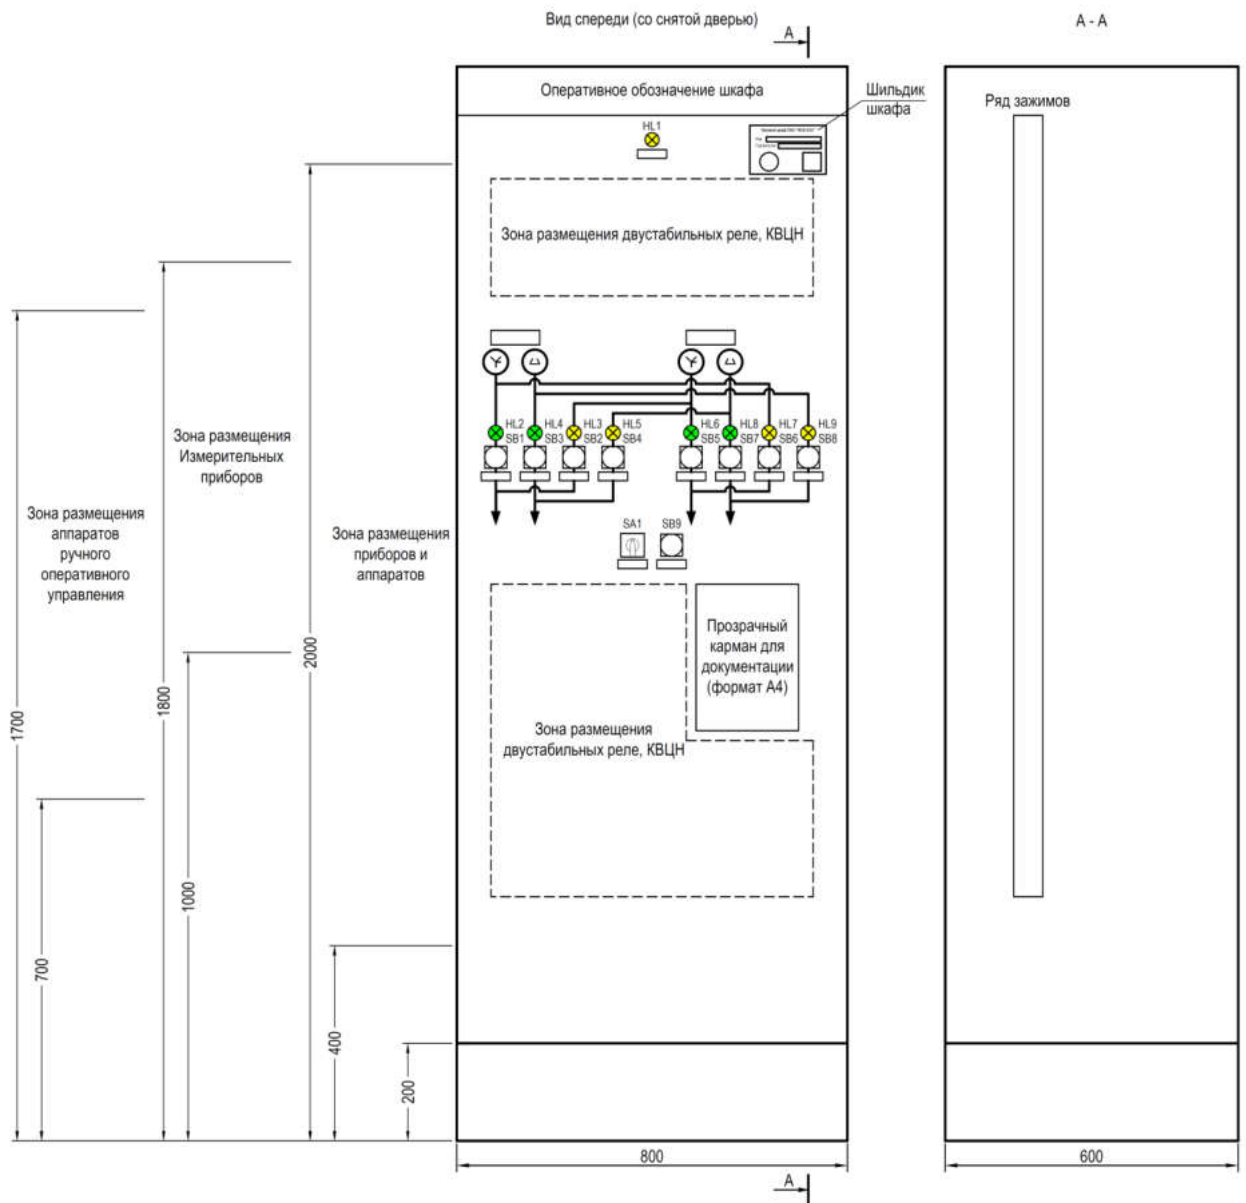 Вид спереди (со снятой дверью)
А - А
А
Оперативное обозначение шкафа
Шильдик
шкафа
Ряд зажимов
HL1
Зона размещения двустабильных реле, КВЦН
HL2
SB1
HL4
SB3
HL3
SB2
HL5
SB4
HL6
SB5
HL8
SB7
HL7
SB6
HL9
SB8
Зона размещения
Измерительных
приборов
Зона размещения
аппаратов
ручного
оперативного
управления
Зона размещения
приборов и
аппаратов
SA1
SB9
Прозрачный
карман для
документации
(формат А4)
Зона размещения
двустабильных реле, КВЦН
1700
700
1800
1000
2000
400
200
800
600
А